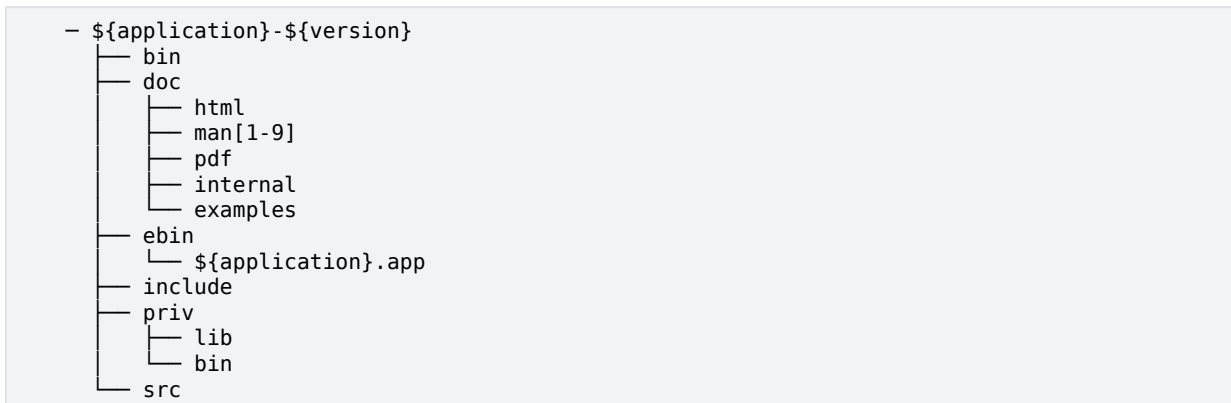 ─ ${application}-${version}
├── bin
├── doc
│   ├── html
│   ├── man[1-9]
│   ├── pdf
│   ├── internal
│   └── examples
├── ebin
│   └── ${application}.app
├── include
├── priv
│   ├── lib
│   └── bin
└── src